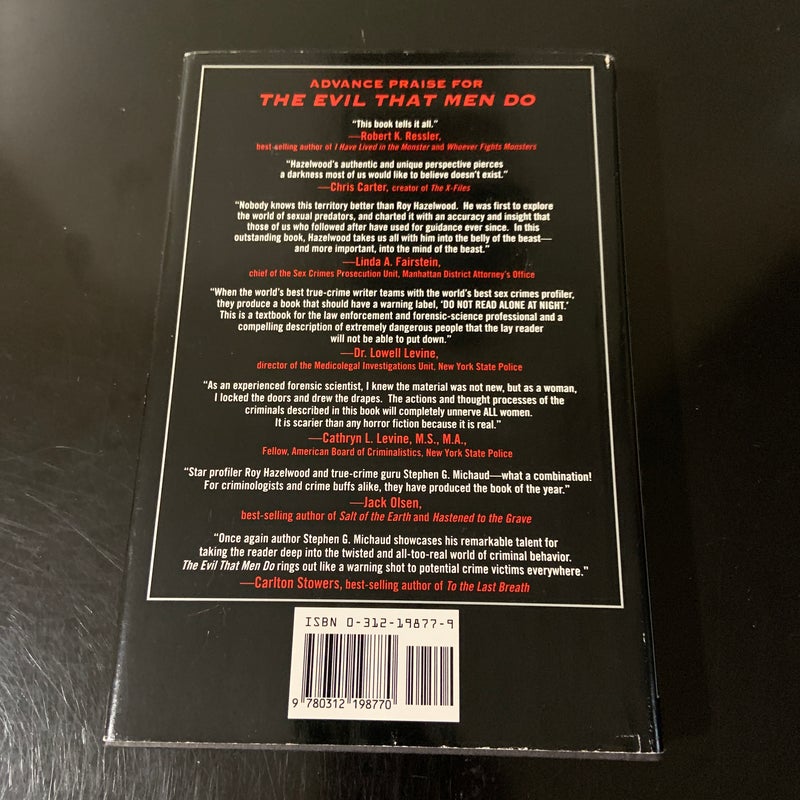 ADVANCE PRAISE FOR
THE EVIL THAT MEN DO
“This book tells it all.”
—Robert K. Ressler,
best-selling author of I Have Lived in the Monster and Whoever Fights Monsters
“Hazelwood’s authentic and unique perspective pierces
a darkness most of us would like to believe doesn’t exist.”
—Chris Carter, creator of The X-Files
“Nobody knows this territory better than Roy Hazelwood. He was first to explore
the world of sexual predators, and charted it with an accuracy and insight that
those of us who followed after have used for guidance ever since. In this
outstanding book, Hazelwood takes us all with him into the belly of the beast—
and more important, into the mind of the beast.”
—Linda A. Fairstein,
chief of the Sex Crimes Prosecution Unit, Manhattan District Attorney’s Office
“When the world’s best true-crime writer teams with the world’s best sex crimes profiler,
they produce a book that should have a warning label, ‘DO NOT READ ALONE AT NIGHT.’
This is a textbook for the law enforcement and forensic-science professional and a
compelling description of extremely dangerous people that the lay reader
will not be able to put down.”
—Dr. Lowell Levine,
director of the Medicolegal Investigations Unit, New York State Police
“As an experienced forensic scientist, I knew the material was not new, but as a woman,
I locked the doors and drew the drapes. The actions and thought processes of the
criminals described in this book will completely unnerve ALL women.
It is scarier than any horror fiction because it is real.”
—Cathryn L. Levine, M.S., M.A.,
Fellow, American Board of Criminalistics, New York State Police
“Star profiler Roy Hazelwood and true-crime guru Stephen G. Michaud—what a combination!
For criminologists and crime buffs alike, they have produced the book of the year.”
—Jack Olsen,
best-selling author of Salt of the Earth and Hastened to the Grave
“Once again author Stephen G. Michaud showcases his remarkable talent for
taking the reader deep into the twisted and all-too-real world of criminal behavior.
The Evil That Men Do rings out like a warning shot to potential crime victims everywhere.”
—Carlton Stowers, best-selling author of To the Last Breath
ISBN 0-312-19877-9
9 780312 198770